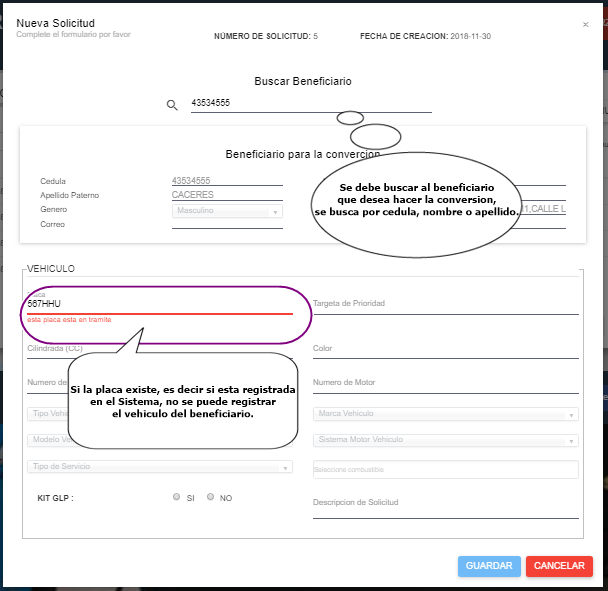 Nueva Solicitud
×
Complete el formulario por favor
NÚMERO DE SOLICITUD: 5
FECHA DE CREACION: 2018-11-30
Buscar Beneficiario
43534555
Beneficiario para la convercion
Cedula
43534555
Apellido Paterno
CACERES
Genero
Masculino
Correo
Se debe buscar al beneficiario
que desea hacer la conversion,
se busca por cedula, nombre o apellido.
11,CALLE L
VEHICULO
567HHU
esta placa esta en tramite
Targeta de Prioridad
Cilindrada (CC)
Color
Si la placa existe, es decir si esta registrada
en el Sistema, no se puede registrar
el vehiculo del beneficiario.
Numero de
Numero de Motor
Tipo Vehi
Marca Vehiculo
Modelo Ve
Sistema Motor Vehiculo
Tipo de Servicio
Seleccione combustible
KIT GLP :
SI
NO
Descripcion de Solicitud
GUARDAR
CANCELAR